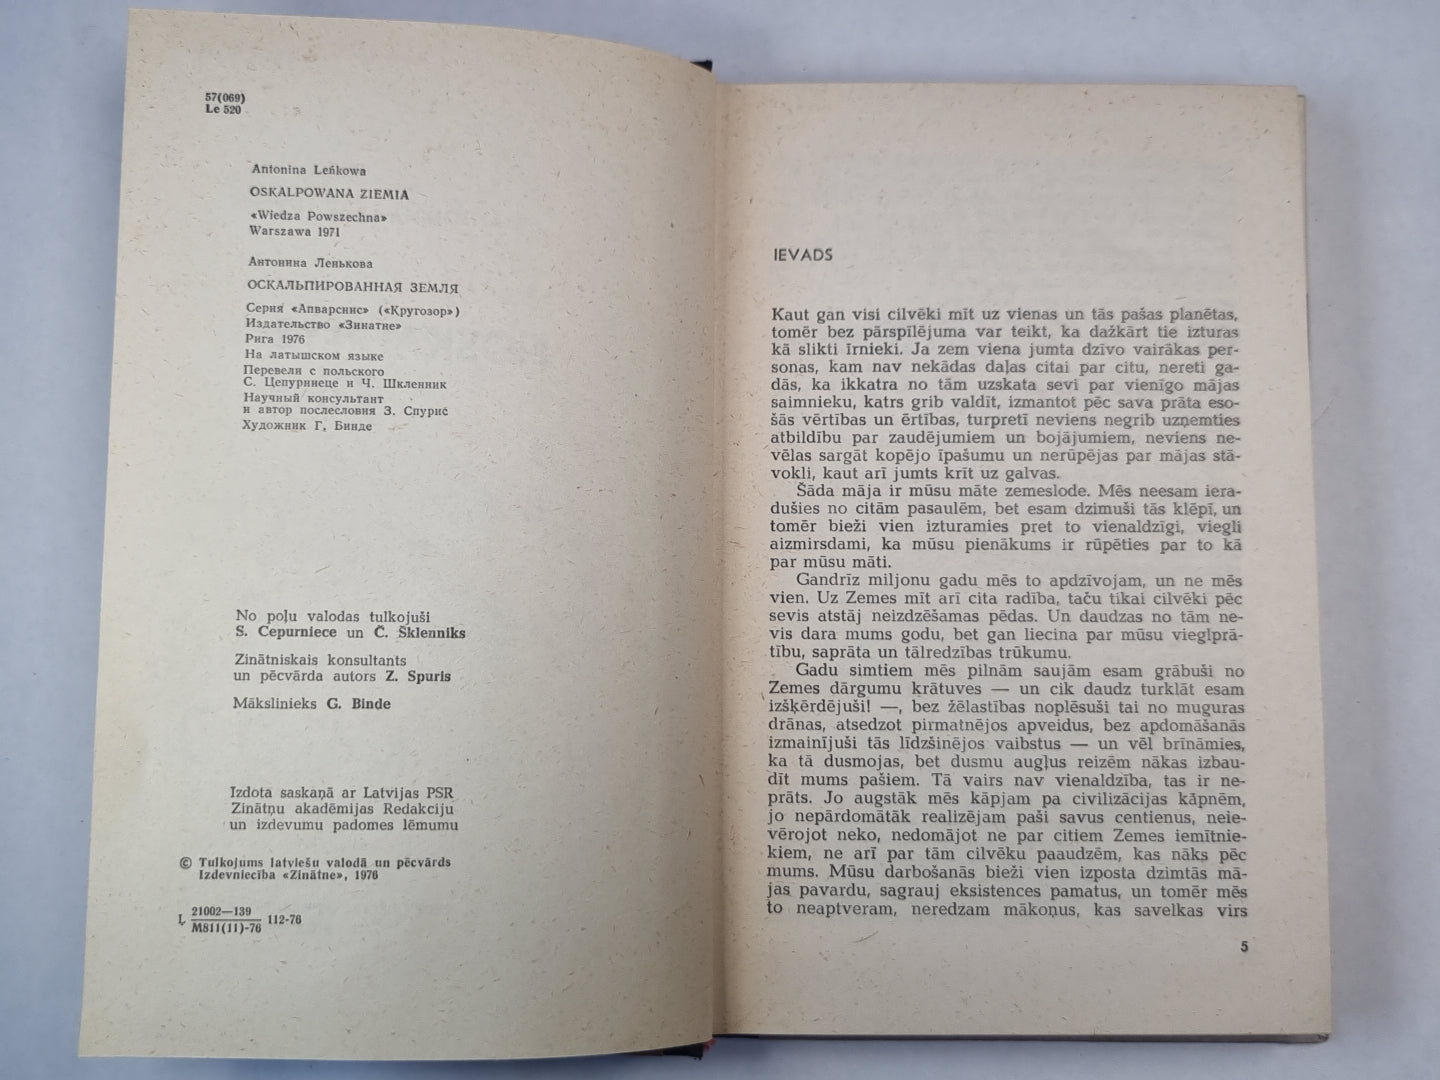 57(069)
Le 520
Antonina Leńkowa
OSKALPOWANA ZIEMIA
«Wiedza Powszechna»
Warszawa 1971
Антонина Ленькова
ОСКАЛЬПИРОВАННАЯ ЗЕМЛЯ
Серия «Апварснис» («Кругозор»)
Издательство «Зинатне»
Рига 1976
На латышском языке
Перевели с польского
С. Цепурниеце и Ч. Шкленник
Научный консультант
и автор послесловия З. Спурис
Художник Г. Бинде
No poļu valodas tulkojuši
S. Cepurniece un Č. Šklenniks
Zinātniskais konsultants
un pēcvārda autors Z. Spuris
Mākslinieks G. Binde
Izdota saskaņā ar Latvijas PSR
Zinātņu akadēmijas Redakciju
un izdevumu padomes lēmumu
© Tulkojums latviešu valodā un pēcvārds
Izdevniecība «Zinātne», 1976
Ļ 21002—139
M811(11)-76 112-76
IEVADS
Kaut gan visi cilvēki mīt uz vienas un tās pašas planētas,
tomēr bez pārspīlējuma var teikt, ka dažkārt tie izturas
kā slikti īrnieki. Ja zem viena jumta dzīvo vairākas per-
sonas, kam nav nekādas daļas citai par citu, nereti ga-
dās, ka ikkatra no tām uzskata sevi par vienīgo mājas
saimnieku, katrs grib valdīt, izmantot pēc sava prāta eso-
šās vērtības un ērtības, turpretī neviens negrib uzņemties
atbildību par zaudējumiem un bojājumiem, neviens ne-
vēlas sargāt kopējo īpašumu un nerūpējas par mājas stā-
vokli, kaut arī jumts krīt uz galvas.
Šāda māja ir mūsu māte zemeslode. Mēs neesam iera-
dušies no citām pasaulēm, bet esam dzimuši tās klēpī, un
tomēr bieži vien izturamies pret to vienaldzīgi, viegli
aizmirsdami, ka mūsu pienākums ir rūpēties par to kā
par mūsu māti.
Gandrīz miljonu gadu mēs to apdzīvojam, un ne mēs
vien. Uz Zemes mīt arī cita radība, taču tikai cilvēki pēc
sevis atstāj neizdzēšamas pēdas. Un daudzas no tām ne-
vis dara mums godu, bet gan liecina par mūsu vieglprā-
tību, saprāta un tālredzības trūkumu.
Gadu simtiem mēs pilnām saujām esam grābuši no
Zemes dārgumu krātuves — un cik daudz turklāt esam
izšķērdējuši! —, bez žēlastības noplēsuši tai no muguras
drānas, atsedzot pirmatnējos apveidus, bez apdomāšanās
izmainījuši tās līdzšinējos vaibstus — un vēl brīnāmies,
ka tā dusmojas, bet dusmu augļus reizēm nākas izbau-
dīt mums pašiem. Tā vairs nav vienaldzība, tas ir ne-
prāts. Jo augstāk mēs kāpjam pa civilizācijas kāpnēm,
jo nepārdomātāk realizējam paši savus centienus, neie-
vērojot neko, nedomājot ne par citiem Zemes iemītnie-
kiem, ne arī par tām cilvēku paaudzēm, kas nāks pēc
mums. Mūsu darbošanās bieži vien izposta dzimtās mā-
jas pavardu, sagrauj eksistences pamatus, un tomēr mēs
to neaptveram, neredzam mākoņus, kas savelkas virs
5